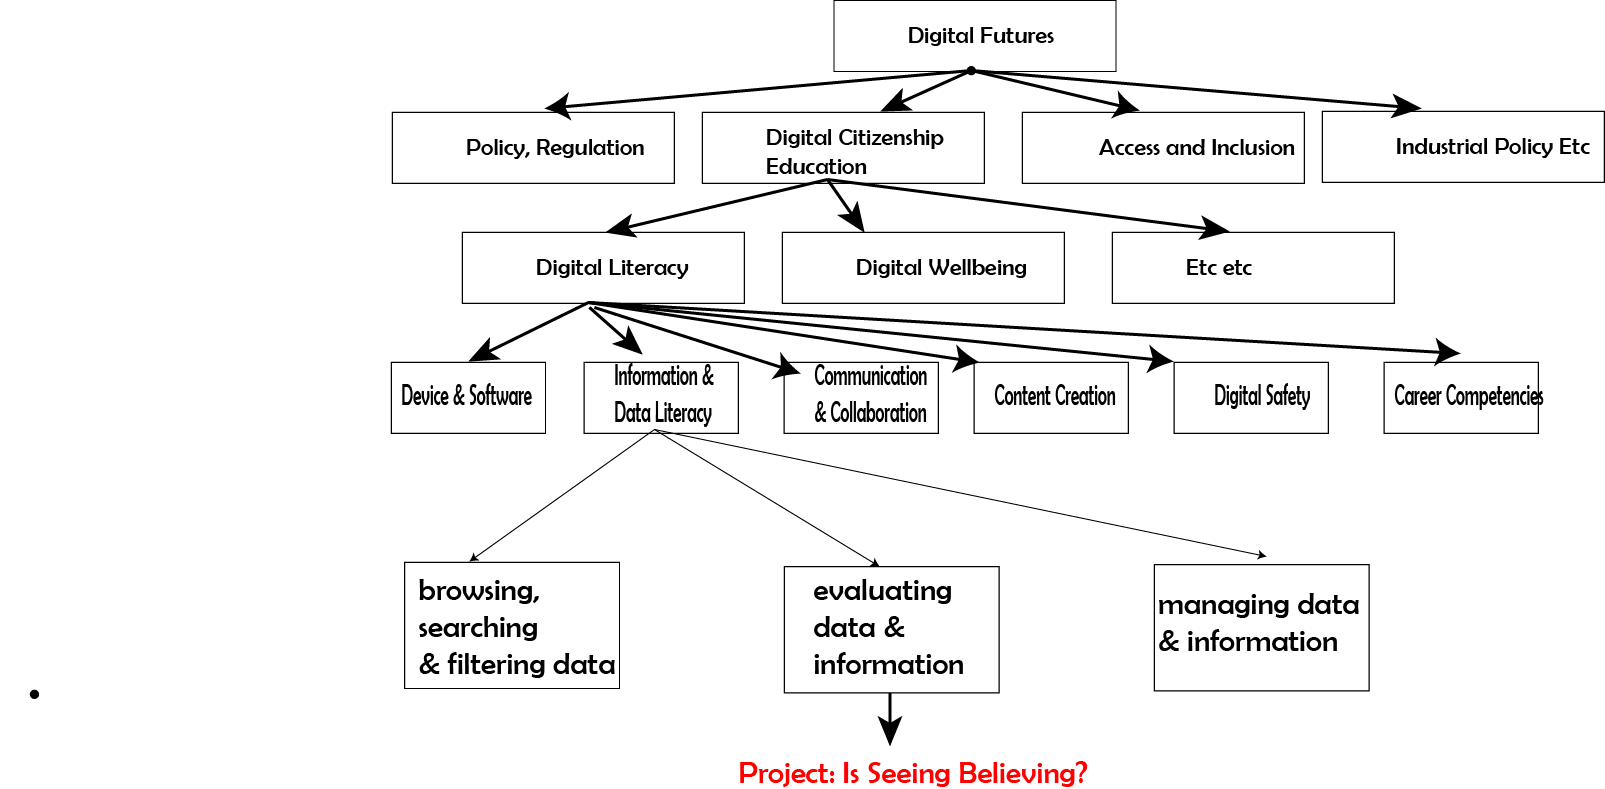 Digital Futures
Policy, Regulation
Digital Citizenship
Education
Access and Inclusion
Industrial Policy Etc
Digital Literacy
Digital Wellbeing
Etc etc
Device & Software
Information &
Data Literacy
Communication
& Collaboration
Content Creation
Digital Safety
Career Competencies
browsing,
searching
& filtering data
evaluating
data &
information
managing data
& information
Project: Is Seeing Believing?